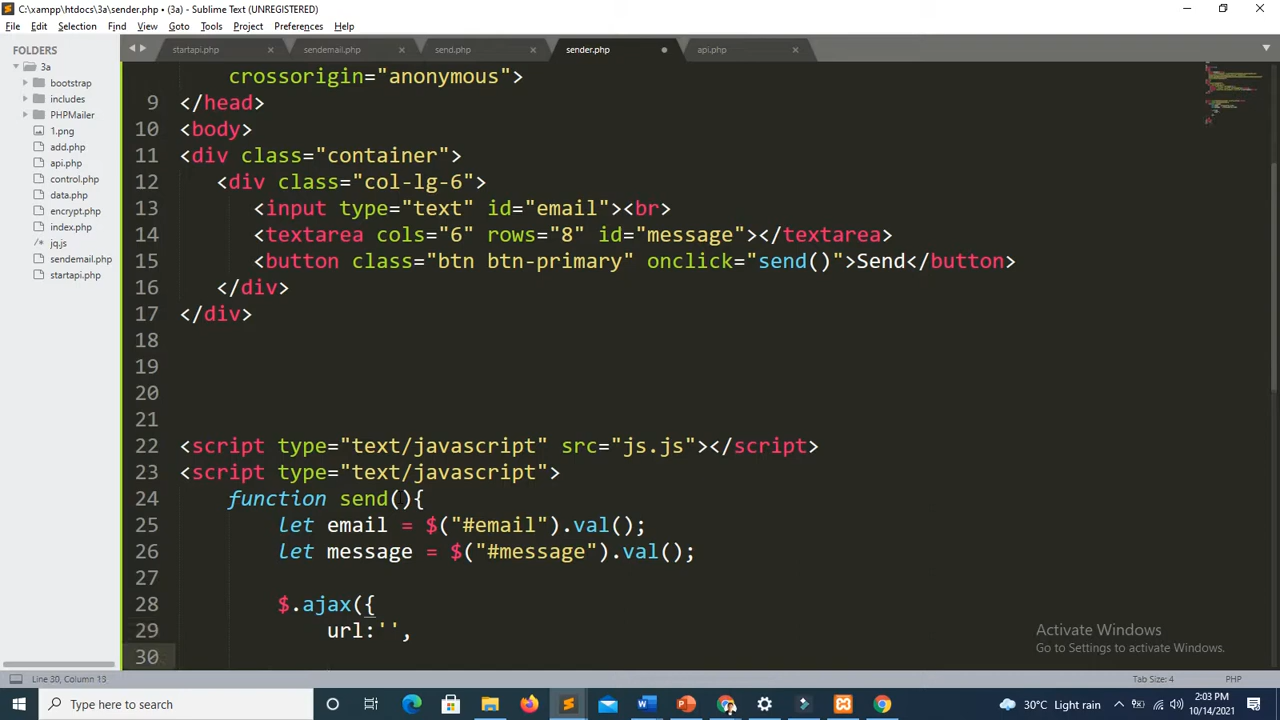 C:\xampp\htdocs\3a\sender.php • (3a) - Sublime Text (UNREGISTERED)
File Edit Selection Find View Goto Tools Project Preferences Help
FOLDERS
3a
bootstrap
includes
PHPMailer
1.png
add.php
api.php
control.php
data.php
encrypt.php
index.php
jq.js
sendemail.php
startapi.php
startapi.php sendemail.php send.php sender.php api.php
crossorigin="anonymous">
9 </head>
10 <body>
11 <div class="container">
12 <div class="col-lg-6">
13 <input type="text" id="email"><br>
14 <textarea cols="6" rows="8" id="message"></textarea>
15 <button class="btn btn-primary" onclick="send()">Send</button>
16 </div>
17 </div>
18
19
20
21
22 <script type="text/javascript" src="js.js"></script>
23 <script type="text/javascript">
24 function send(){
25 let email = $("#email").val();
26 let message = $("#message").val();
27
28 $.ajax({
29 url:'',
30
Activate Windows
Go to Settings to activate Windows.
Line 30, Column 13 Tab Size: 4 PHP
Type here to search
30°C Light rain
2:03 PM
10/14/2021